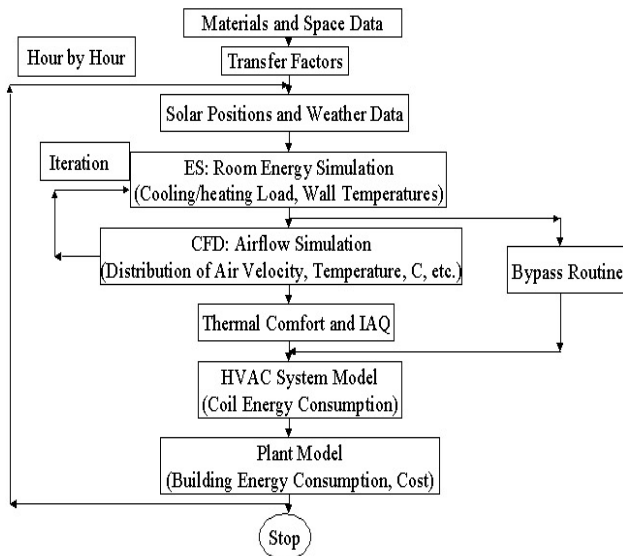 Materials and Space Data
Hour by Hour
Transfer Factors
Solar Positions and Weather Data
Iteration
ES: Room Energy Simulation
(Cooling/heating Load, Wall Temperatures)
CFD: Airflow Simulation
(Distribution of Air Velocity, Temperature, C, etc.)
Bypass Routine
Thermal Comfort and IAQ
HVAC System Model
(Coil Energy Consumption)
Plant Model
(Building Energy Consumption, Cost)
Stop